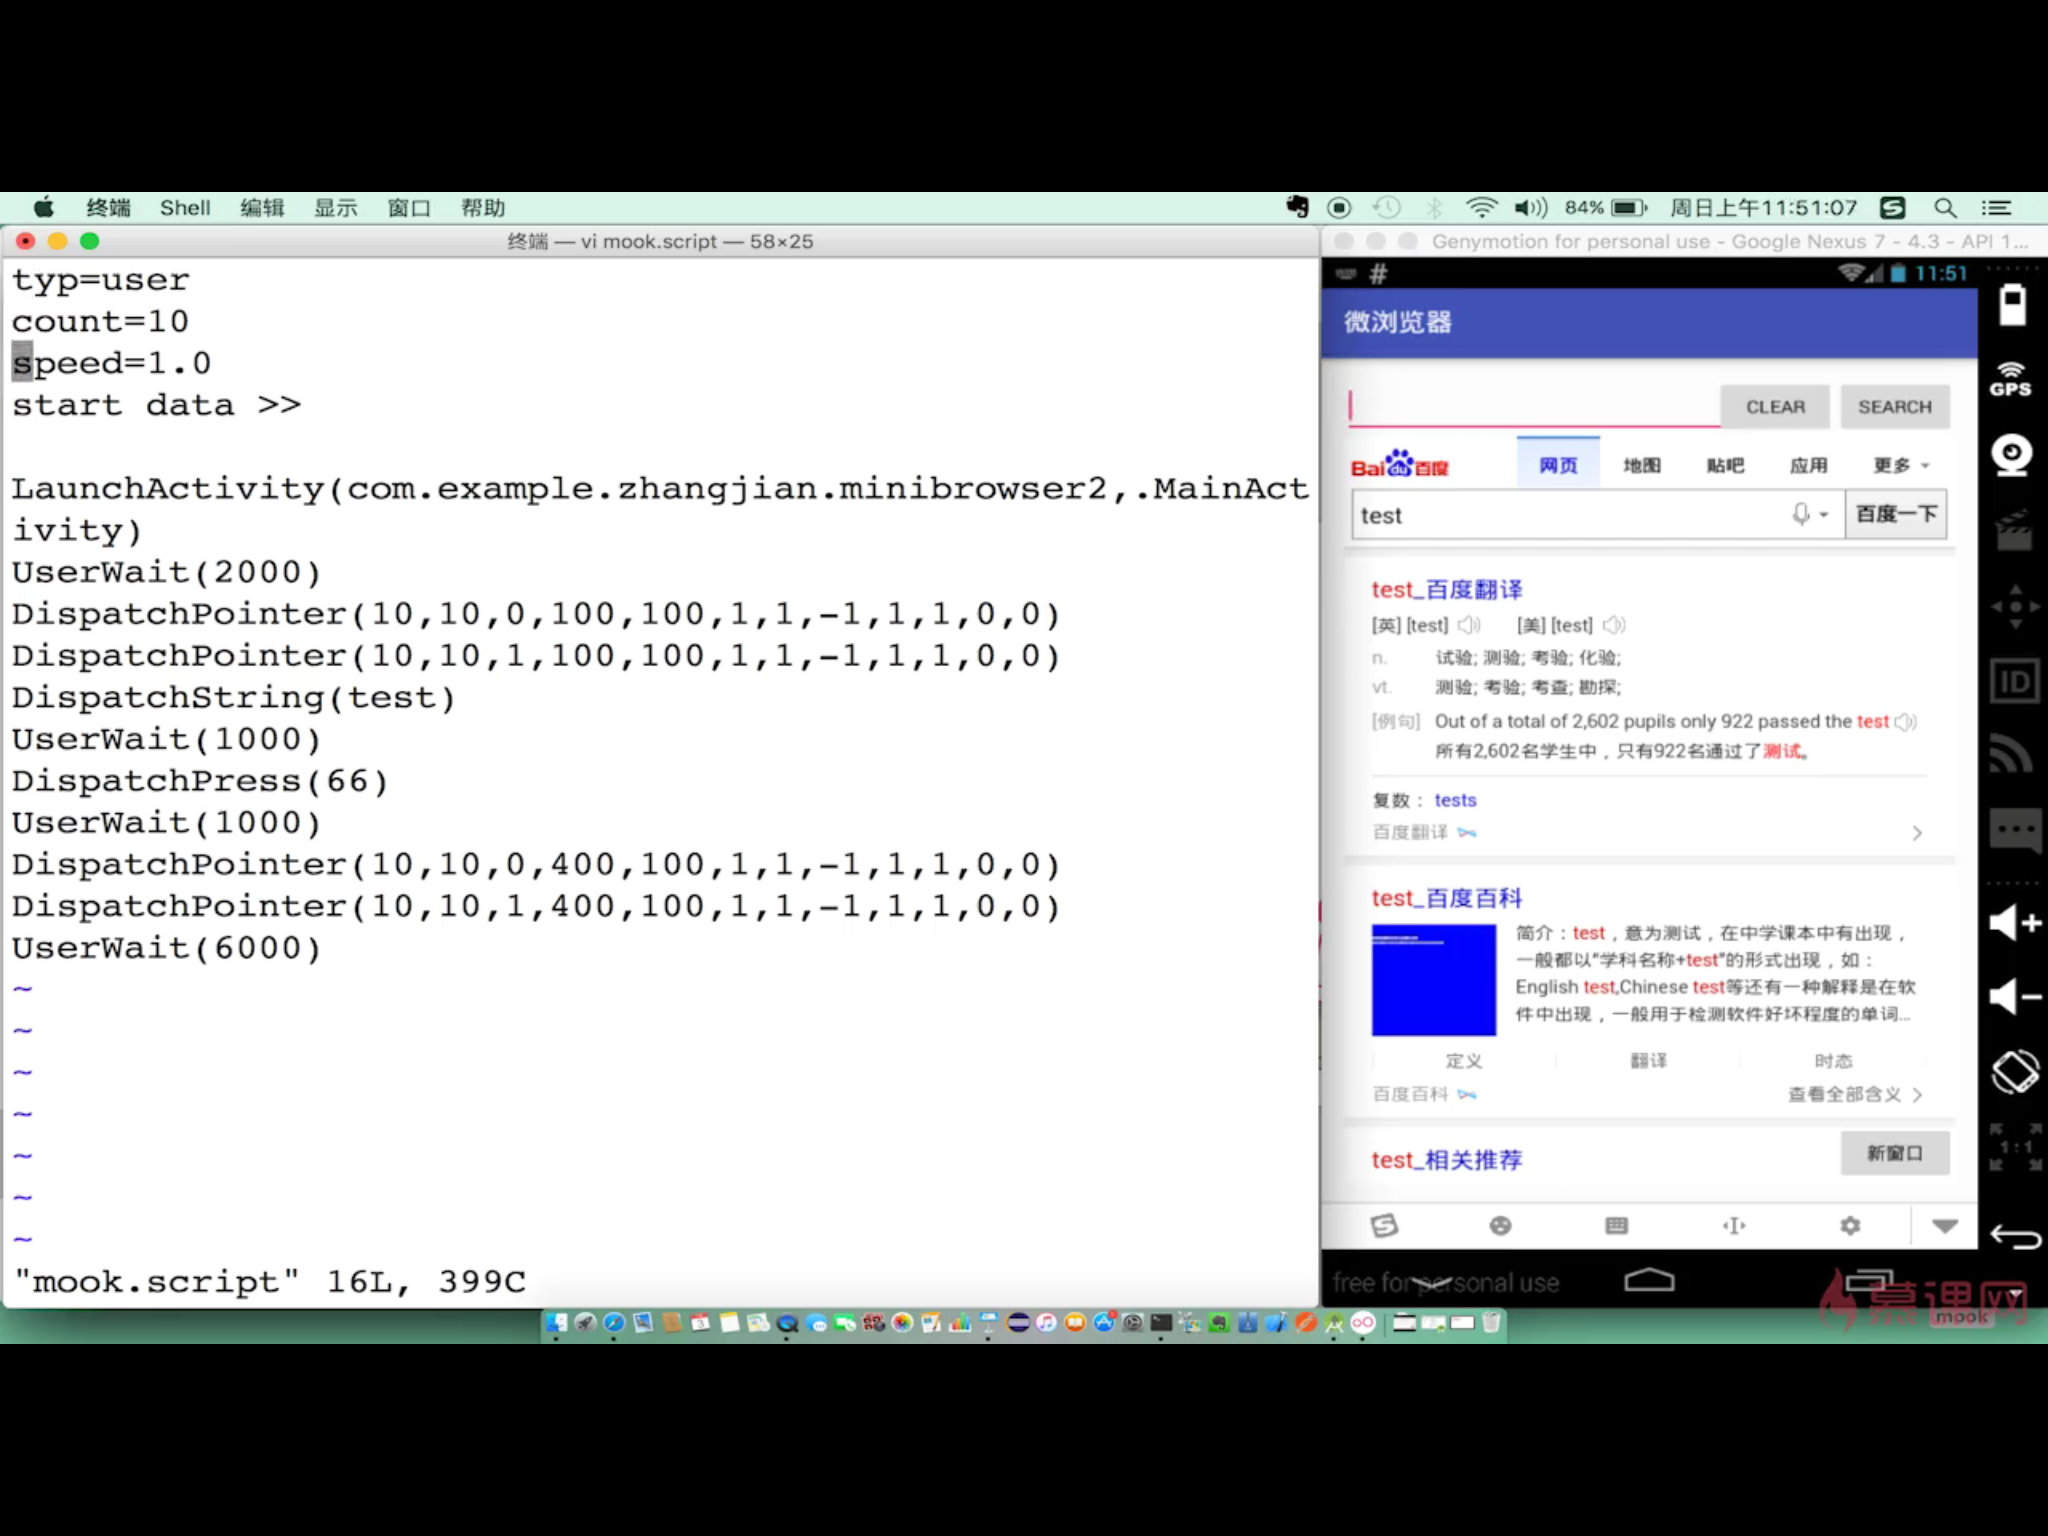 终端 Shell 编辑 显示 窗口 帮助 84% 周日上午11:51:07
终端 — vi mook.script — 58×25
typ=user
count=10
speed=1.0
start data >>
LaunchActivity(com.example.zhangjian.minibrowser2,.MainAct
ivity)
UserWait(2000)
DispatchPointer(10,10,0,100,100,1,1,-1,1,1,0,0)
DispatchPointer(10,10,1,100,100,1,1,-1,1,1,0,0)
DispatchString(test)
UserWait(1000)
DispatchPress(66)
UserWait(1000)
DispatchPointer(10,10,0,400,100,1,1,-1,1,1,0,0)
DispatchPointer(10,10,1,400,100,1,1,-1,1,1,0,0)
UserWait(6000)
~
~
~
~
~
~
~
"mook.script" 16L, 399C
Genymotion for personal use - Google Nexus 7 - 4.3 - API 1...
# 11:51
微浏览器
CLEAR SEARCH
Bai du 百度 网页 地图 贴吧 应用 更多
test 百度一下
test_百度翻译
[英] [test] [美] [test]
n. 试验; 测验; 考验; 化验;
vt. 测验; 考验; 考查; 勘探;
[例句] Out of a total of 2,602 pupils only 922 passed the test
所有2,602名学生中，只有922名通过了测试。
复数： tests
百度翻译
test_百度百科
简介：test，意为测试，在中学课本中有出现，
一般都以“学科名称+test”的形式出现，如：
English test,Chinese test等还有一种解释是在软
件中出现，一般用于检测软件好坏程度的单词...
定义 翻译 时态
百度百科 查看全部含义
test_相关推荐 新窗口
free for personal use
GPS
ID
1:1
慕课网
mook